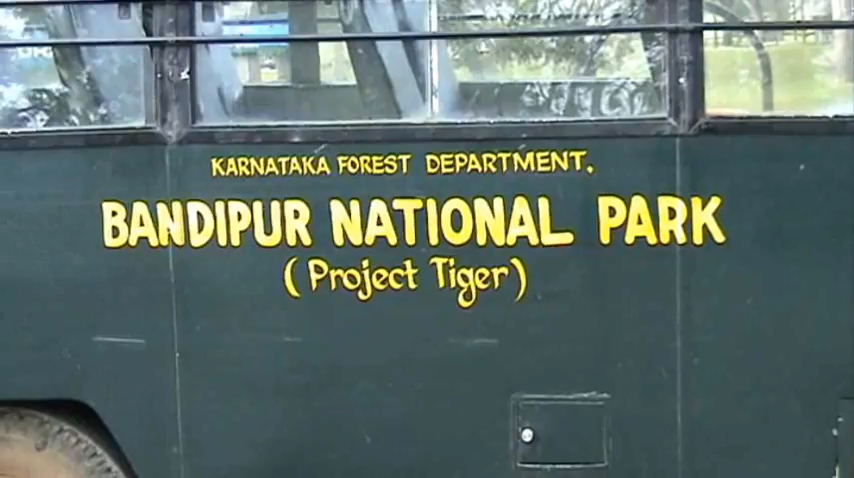 KARNATAKA FOREST DEPARTMENT.
BANDIPUR NATIONAL PARK
(Project Tiger)